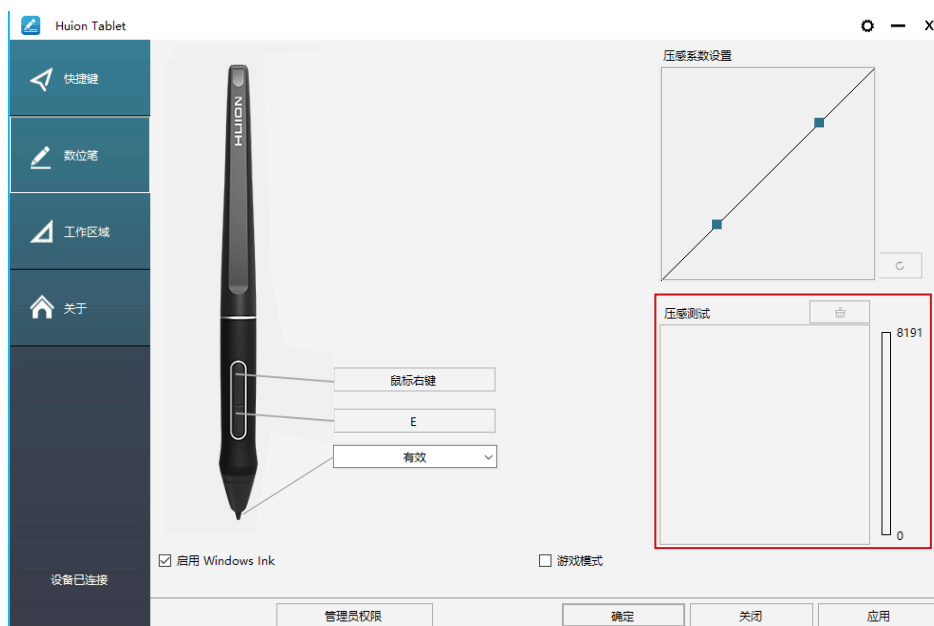 Huion Tablet
快捷键
数位笔
工作区域
关于
设备已连接
HUION
鼠标右键
E
有效
压感系数设置
压感测试
8191
0
启用 Windows Ink
游戏模式
管理员权限
确定
关闭
应用